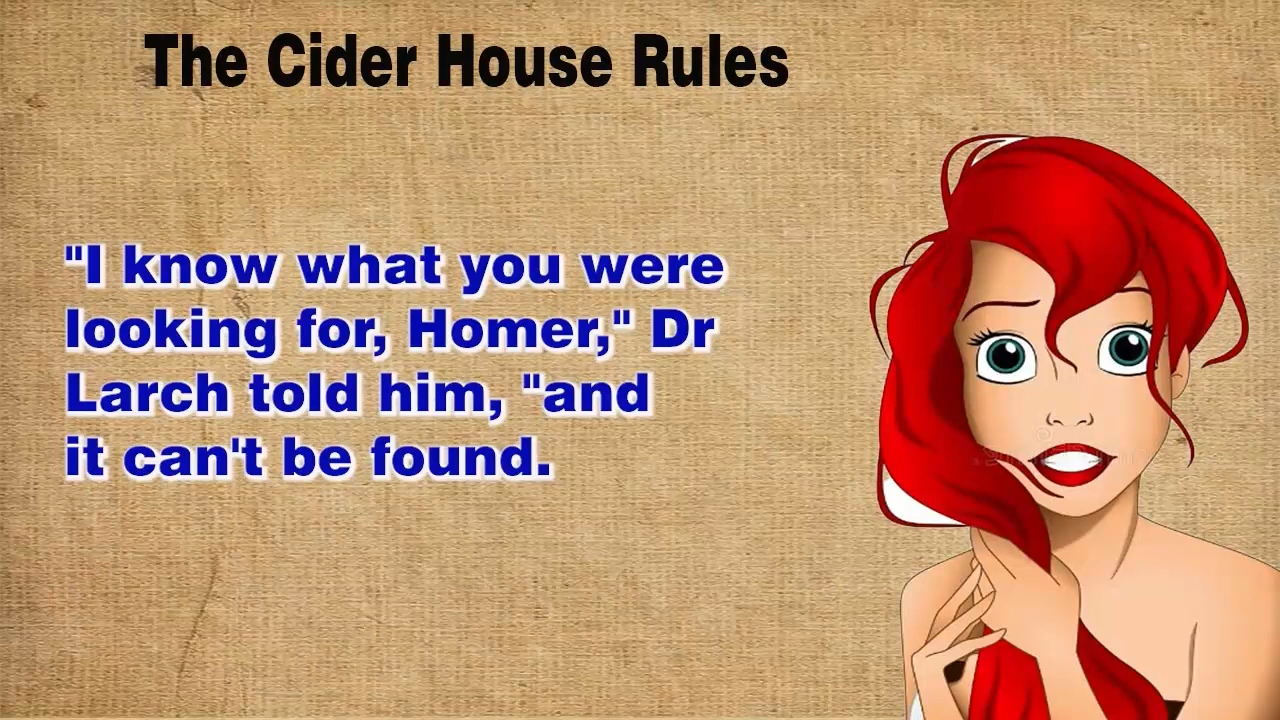 The Cider House Rules
"I know what you were
looking for, Homer," Dr
Larch told him, "and
it can't be found.